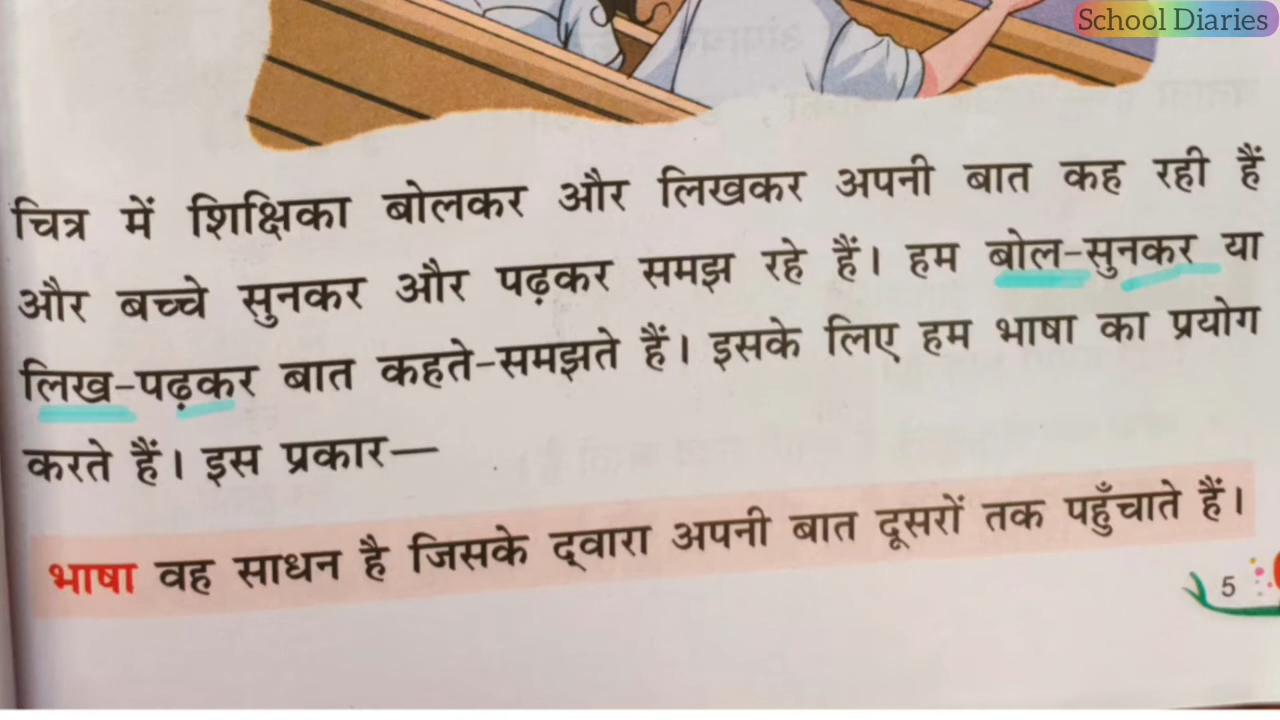 School Diaries
चित्र में शिक्षिका बोलकर और लिखकर अपनी बात कह रही हैं
और बच्चे सुनकर और पढ़कर समझ रहे हैं। हम बोल-सुनकर या
लिख-पढ़कर बात कहते-समझते हैं। इसके लिए हम भाषा का प्रयोग
करते हैं। इस प्रकार—
भाषा वह साधन है जिसके द्वारा अपनी बात दूसरों तक पहुँचाते हैं।
5